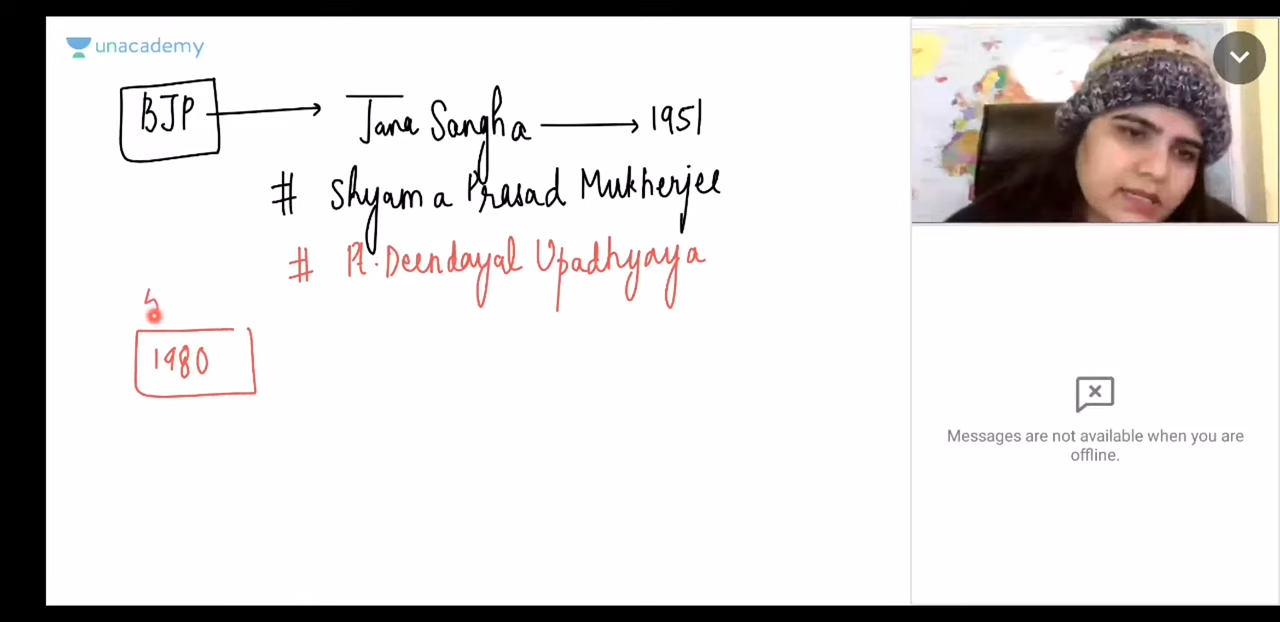 unacademy
BJP → Jana Sangha → 1951
# Shyama Prasad Mukherjee
# Pt. Deendayal Upadhyaya
1980
Messages are not available when you are
offline.